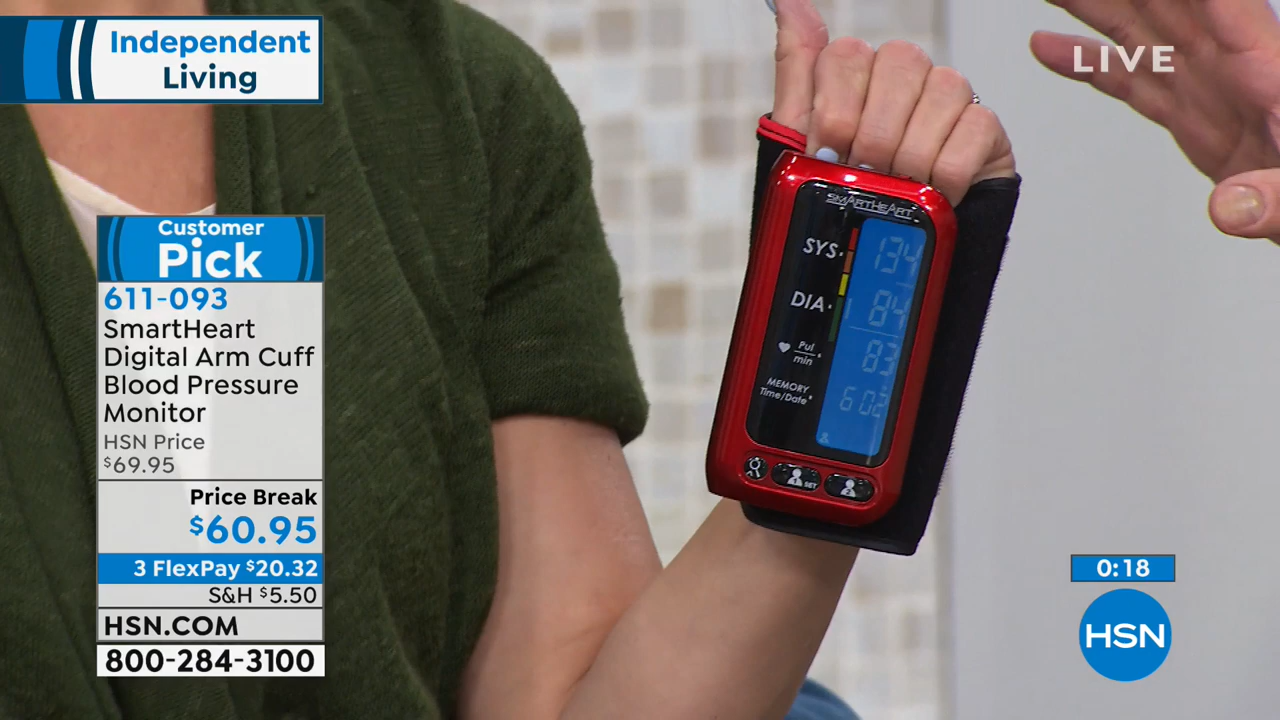 Independent
Living
LIVE
Customer
Pick
611-093
SmartHeart
Digital Arm Cuff
Blood Pressure
Monitor
HSN Price
$69.95
Price Break
$60.95
3 FlexPay $20.32
S&H $5.50
HSN.COM
800-284-3100
SMARTHEART
SYS.
134
DIA.
84
Pul
min
83
MEMORY
Time/Date
6 02
SET
0:18
HSN